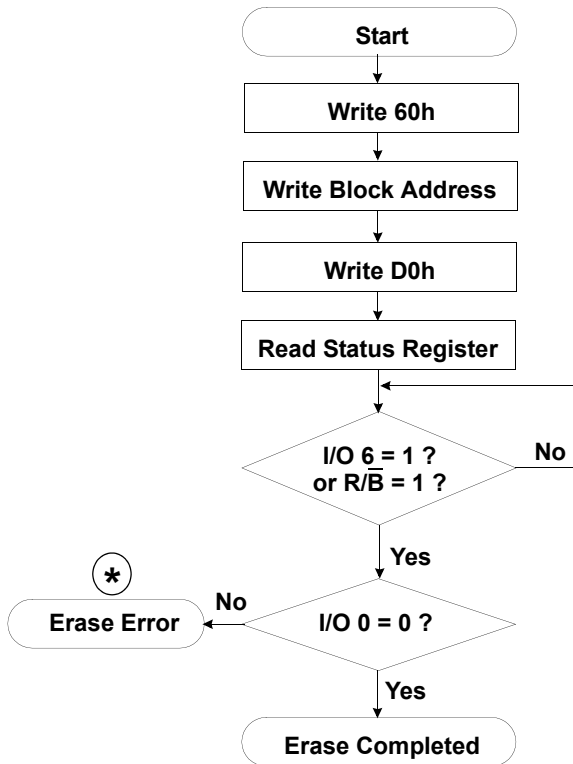 Start
Write 60h
Write Block Address
Write D0h
Read Status Register
I/O 6 = 1 ?
or R/B̅ = 1 ?
No
Yes
*
No
Erase Error
I/O 0 = 0 ?
Yes
Erase Completed